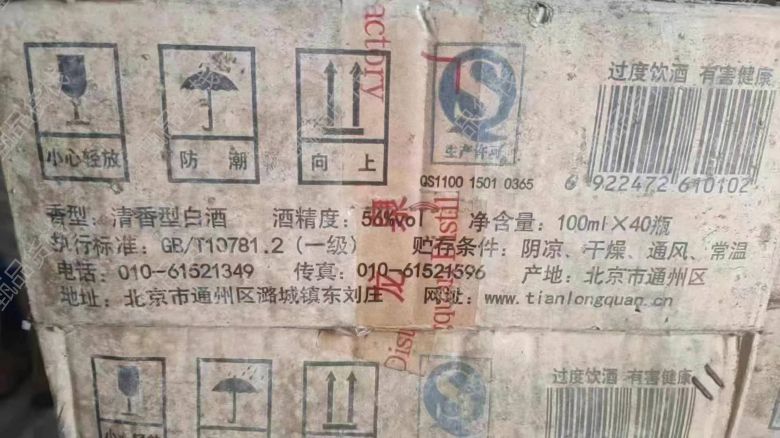 过度饮酒 有害健康
小心轻放
防 潮
向 上
生产许可
QS1100 1501 0365
6 922472 610102
香型: 清香型白酒 酒精度: 56%vol 净含量: 100ml×40瓶
执行标准: GB/T10781.2 (一级) 贮存条件: 阴凉、干燥、通风、常温
电话: 010-61521349 传真: 010-61521596 产地: 北京市通州区
地址: 北京市通州区潞城镇东刘庄 网址: www.tianlongquan.cn
actory
龙泉
过度饮酒 有害健康